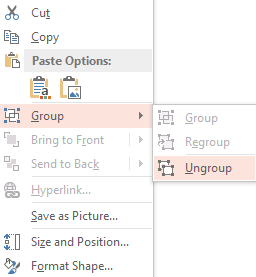 Cut
Copy
Paste Options:
Group
Group
Bring to Front
Regroup
Send to Back
Ungroup
Hyperlink...
Save as Picture...
Size and Position...
Format Shape...